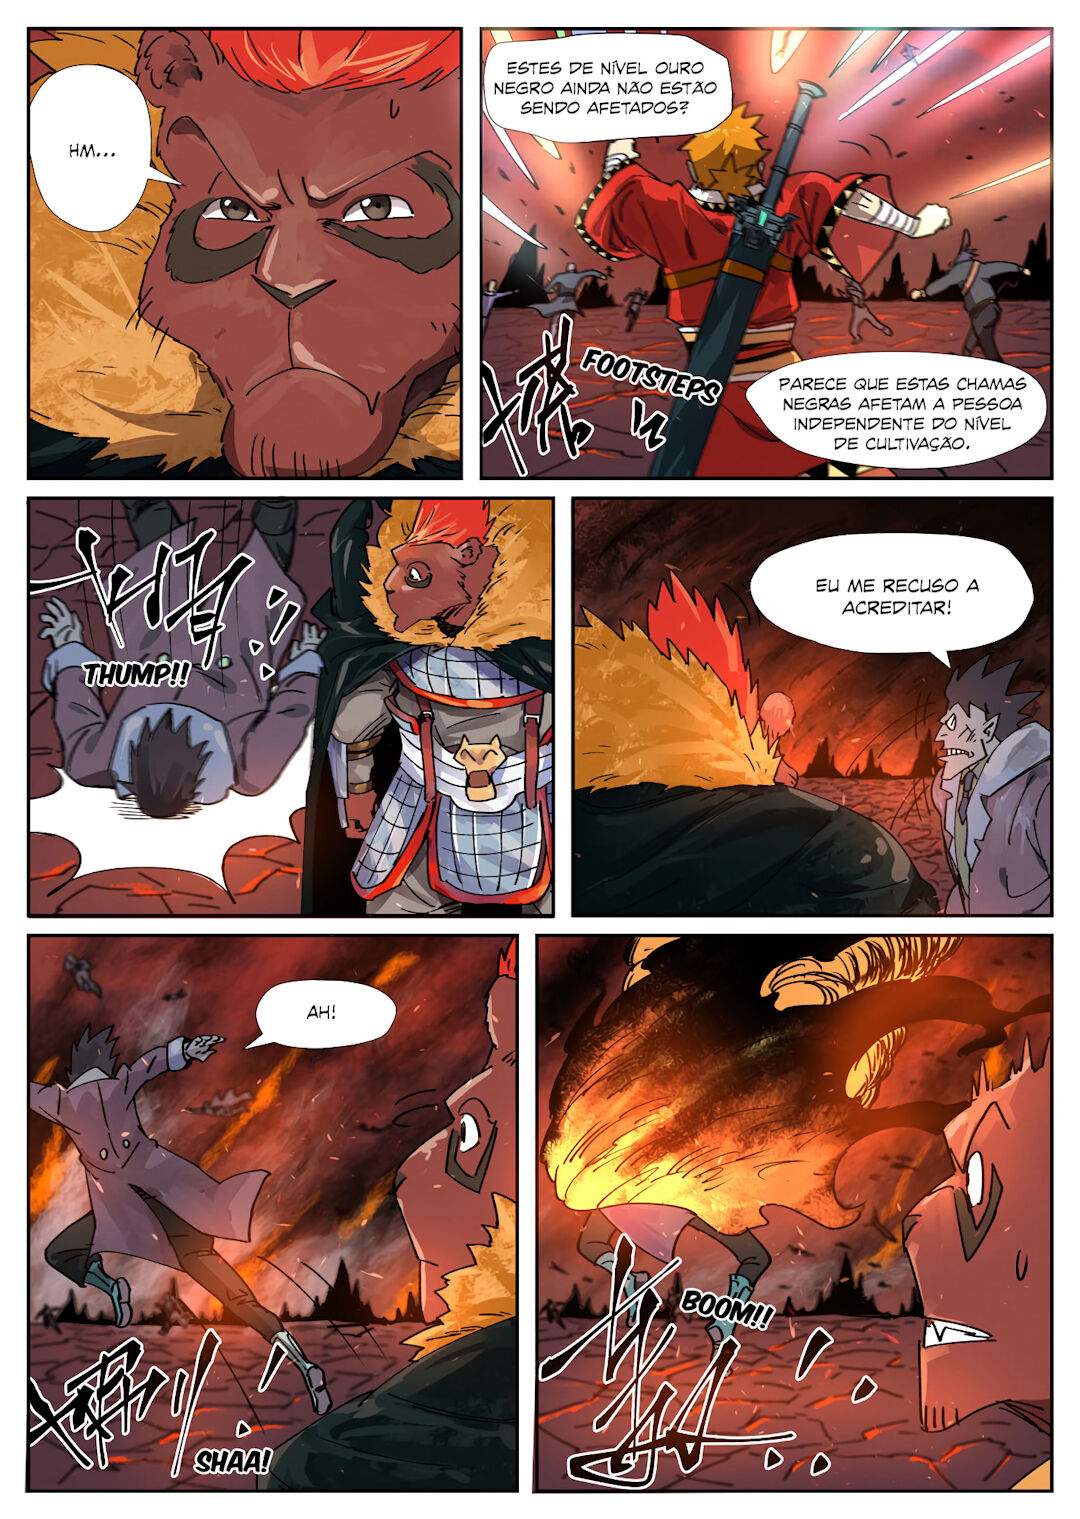 HM...
ESTES DE NÍVEL OURO
NEGRO AINDA NÃO ESTÃO
SENDO AFETADOS?
FOOTSTEPS
PARECE QUE ESTAS CHAMAS
NEGRAS AFETAM A PESSOA
INDEPENDENTE DO NÍVEL
DE CULTIVAÇÃO.
THUMP!!
EU ME RECUSO A
ACREDITAR!
AH!
SHAA!
BOOM!!